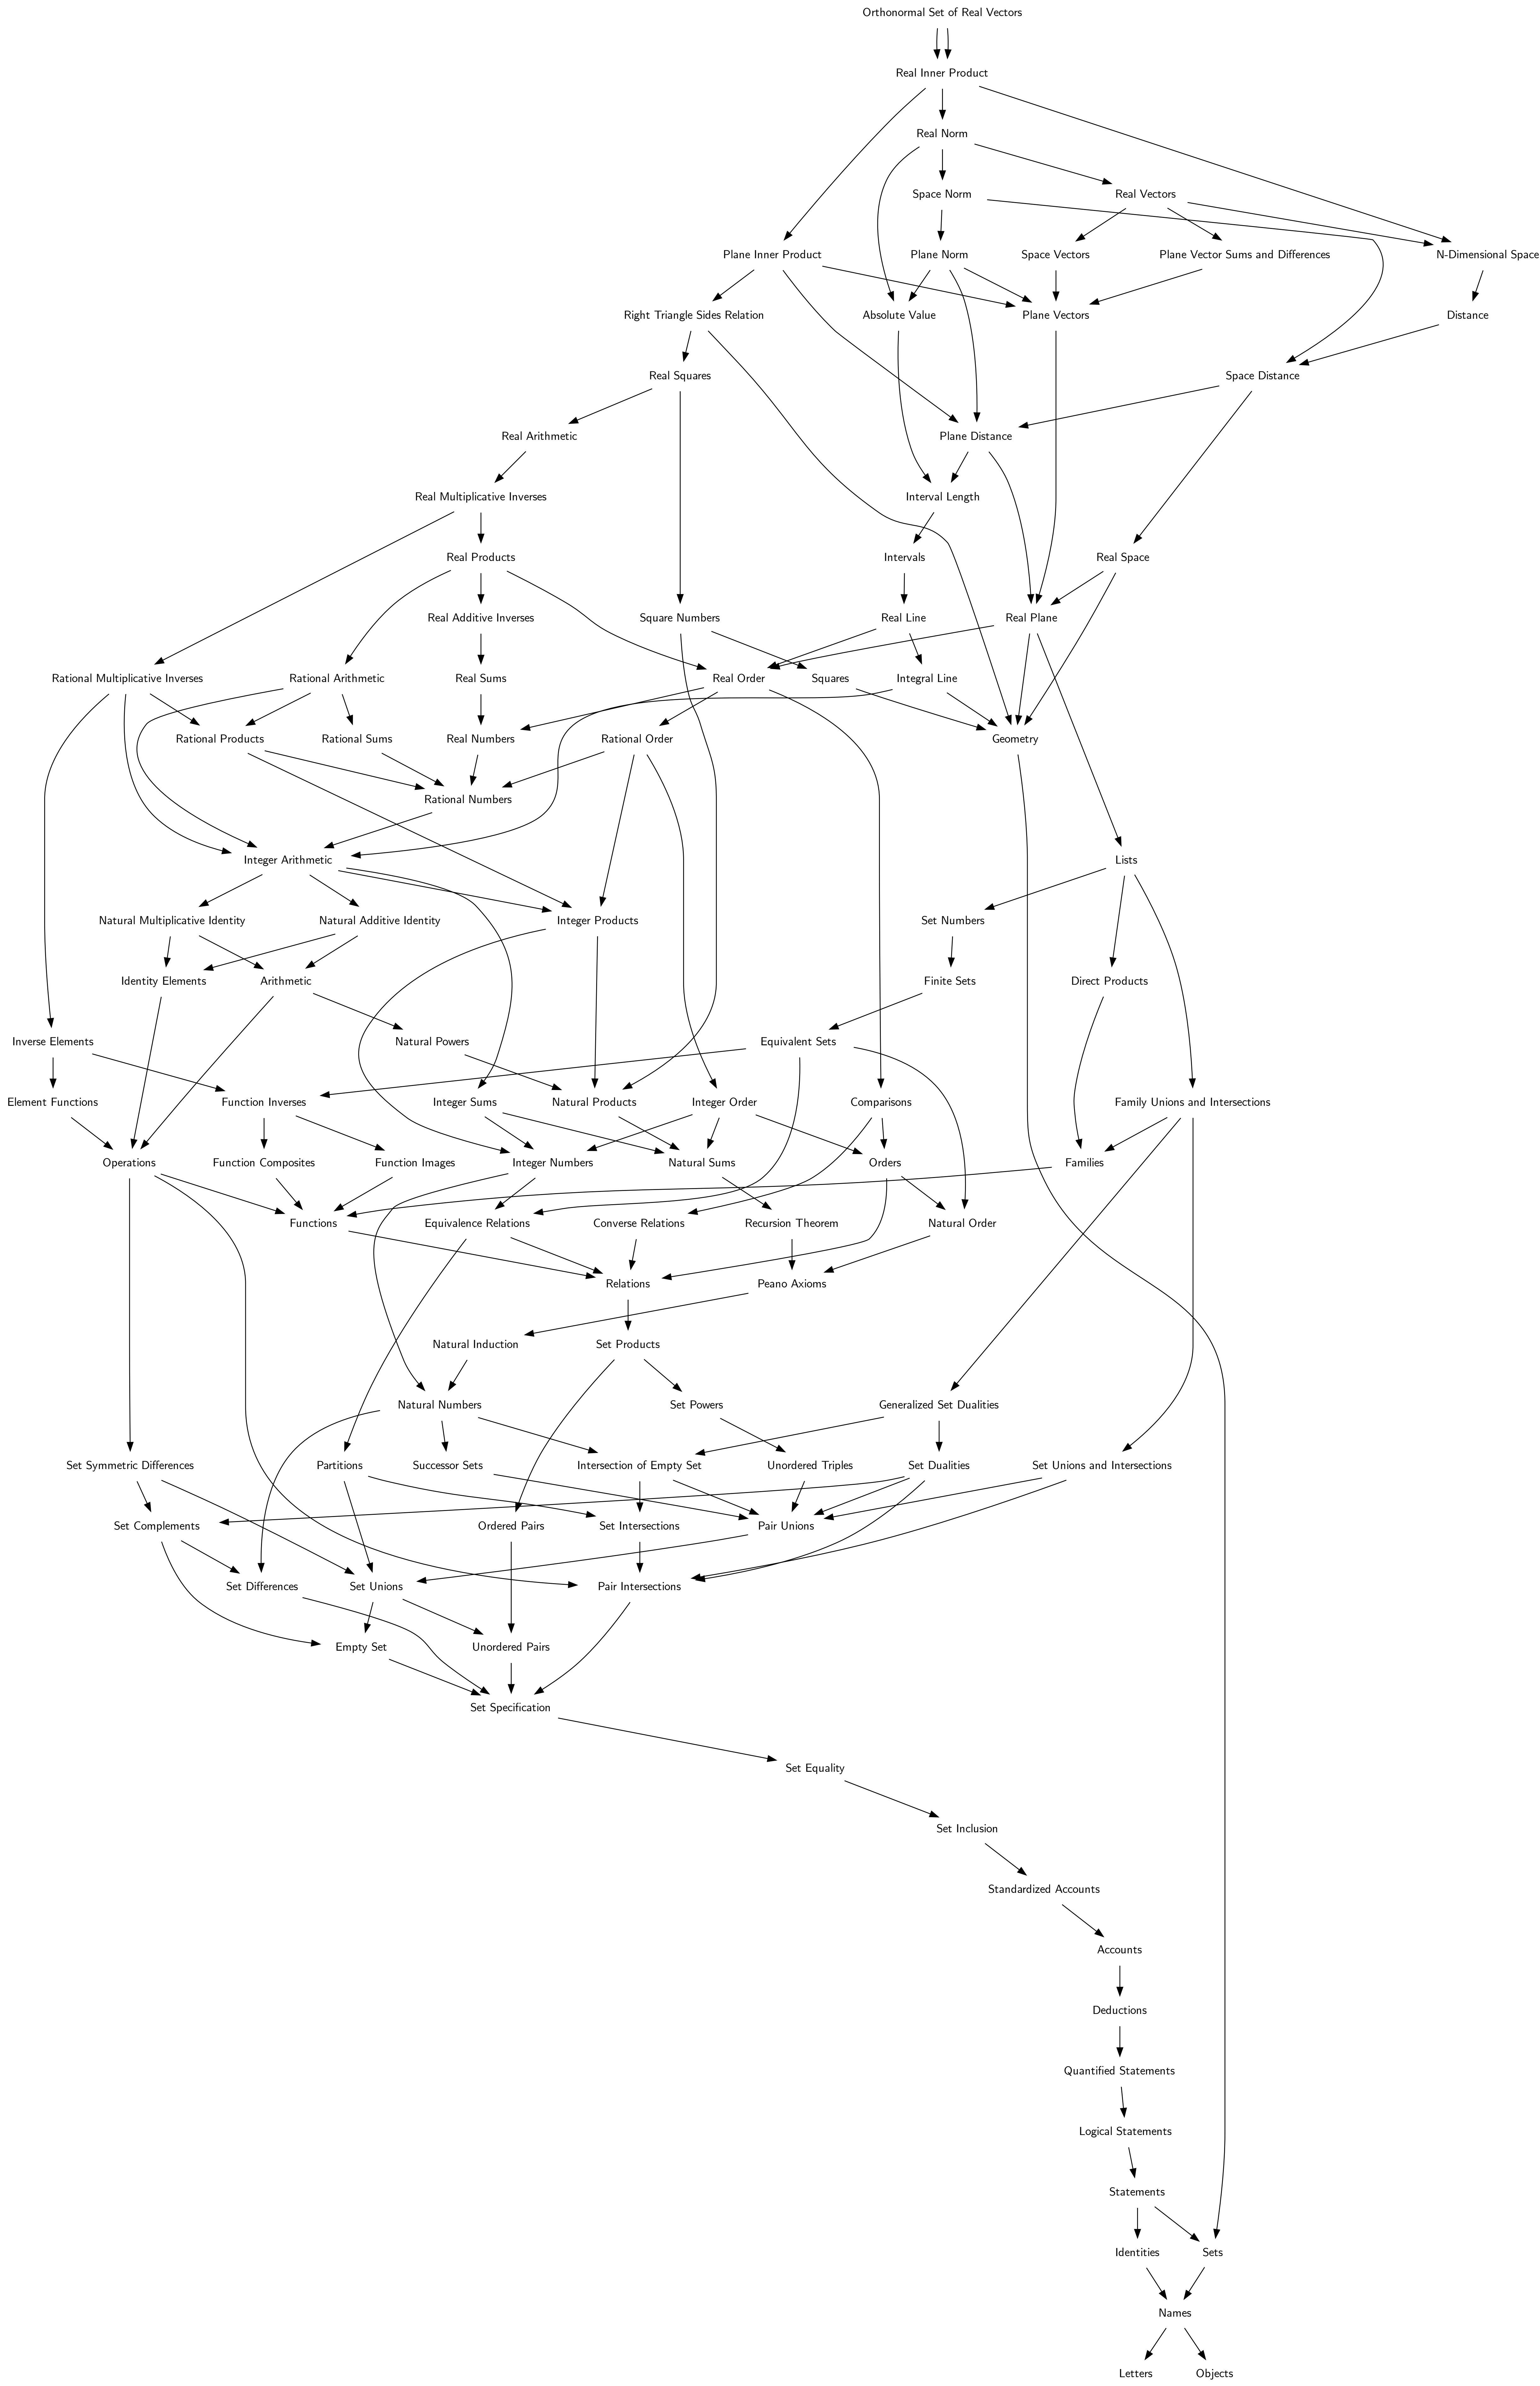 Orthonormal Set of Real Vectors
Real Inner Product
Real Norm
Space Norm
Real Vectors
Plane Inner Product
Plane Norm
Space Vectors
Plane Vector Sums and Differences
N-Dimensional Space
Right Triangle Sides Relation
Absolute Value
Plane Vectors
Distance
Real Squares
Space Distance
Real Arithmetic
Plane Distance
Real Multiplicative Inverses
Interval Length
Real Products
Intervals
Real Space
Real Additive Inverses
Square Numbers
Real Line
Real Plane
Rational Multiplicative Inverses
Rational Arithmetic
Real Sums
Real Order
Squares
Integral Line
Rational Products
Rational Sums
Real Numbers
Rational Order
Geometry
Rational Numbers
Integer Arithmetic
Lists
Natural Multiplicative Identity
Natural Additive Identity
Integer Products
Set Numbers
Identity Elements
Arithmetic
Finite Sets
Direct Products
Inverse Elements
Natural Powers
Equivalent Sets
Element Functions
Function Inverses
Integer Sums
Natural Products
Integer Order
Comparisons
Family Unions and Intersections
Operations
Function Composites
Function Images
Integer Numbers
Natural Sums
Orders
Families
Functions
Equivalence Relations
Converse Relations
Recursion Theorem
Natural Order
Relations
Peano Axioms
Natural Induction
Set Products
Natural Numbers
Set Powers
Generalized Set Dualities
Set Symmetric Differences
Partitions
Successor Sets
Intersection of Empty Set
Unordered Triples
Set Dualities
Set Unions and Intersections
Set Complements
Ordered Pairs
Set Intersections
Pair Unions
Set Differences
Set Unions
Pair Intersections
Empty Set
Unordered Pairs
Set Specification
Set Equality
Set Inclusion
Standardized Accounts
Accounts
Deductions
Quantified Statements
Logical Statements
Statements
Identities
Sets
Names
Letters
Objects